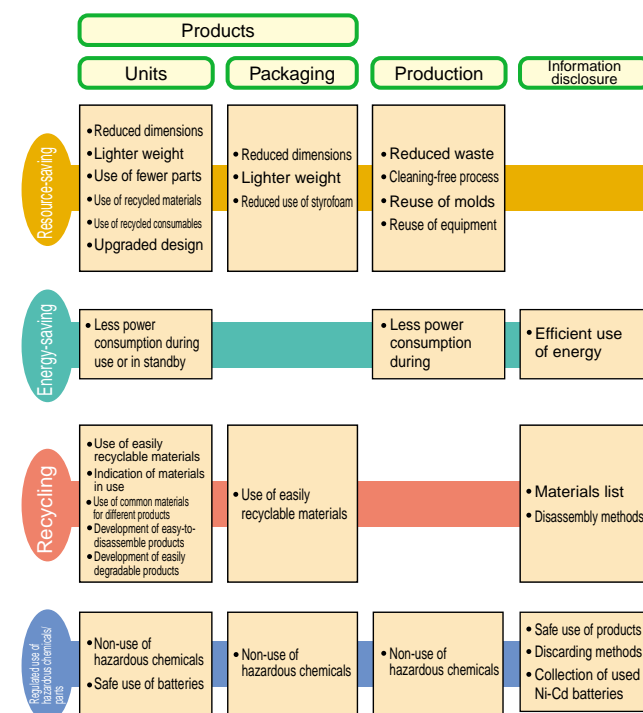 Products
Units
Packaging
Production
Information
disclosure
Resource-saving
• Reduced dimensions
• Lighter weight
• Use of fewer parts
• Use of recycled materials
• Use of recycled consumables
• Upgraded design
• Reduced dimensions
• Lighter weight
• Reduced use of styrofoam
• Reduced waste
• Cleaning-free process
• Reuse of molds
• Reuse of equipment
Energy-saving
• Less power
consumption during
use or in standby
• Less power
consumption
during
• Efficient use
of energy
Recycling
• Use of easily
recyclable materials
• Indication of materials
in use
• Use of common materials
for different products
• Development of easy-to-
disassemble products
• Development of easily
degradable products
• Use of easily
recyclable materials
• Materials list
• Disassembly methods
Regulated use of
hazardous chemicals/
parts
• Non-use of
hazardous chemicals
• Safe use of batteries
• Non-use of
hazardous chemicals
• Non-use of
hazardous chemicals
• Safe use of products
• Discarding methods
• Collection of used
Ni-Cd batteries